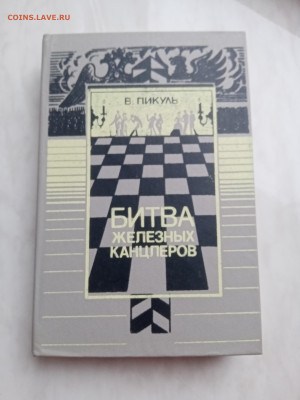 COINS.LAVE.RU
В ПИКУЛЬ
БИТВА
ЖЕЛЕЗНЫХ
КАНЦЛЕРОВ